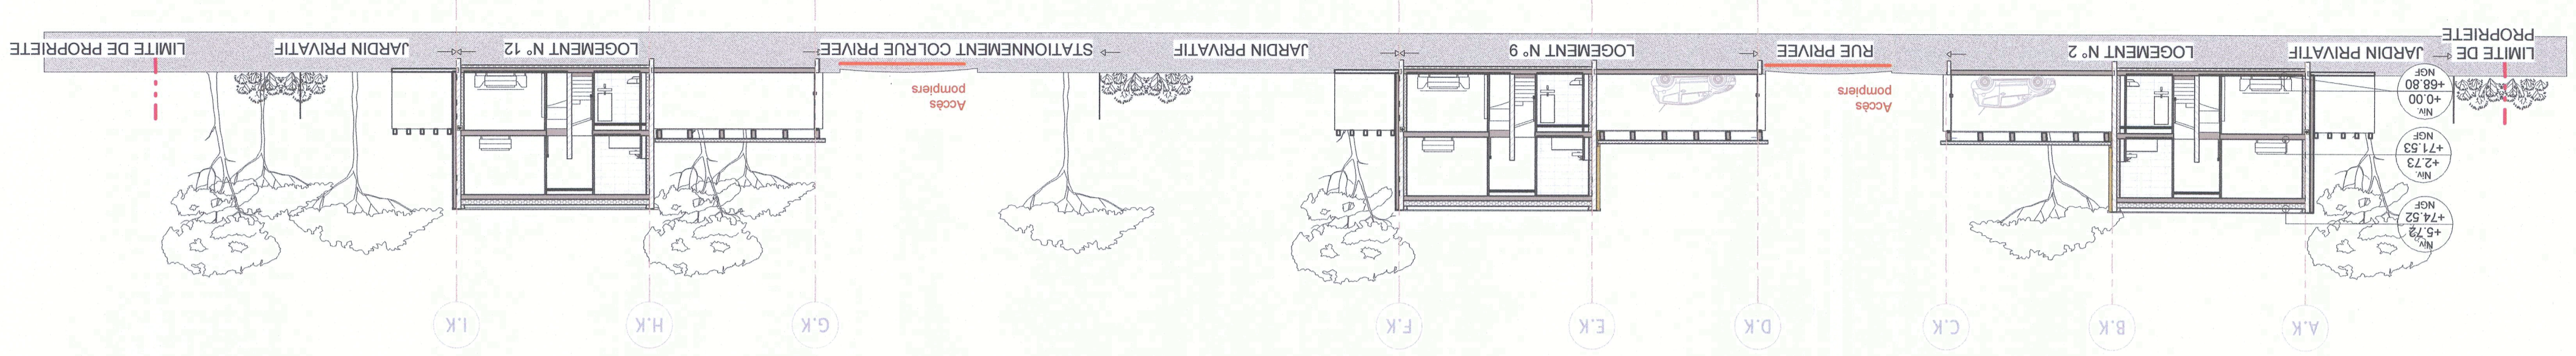 A.K
B.K
C.K
D.K
E.K
F.K
G.K
H.K
I.K
Niv.
+5.72
+74.52
NGF
Niv.
+2.73
+71.53
NGF
Niv.
+0.00
+68.80
NGF
Accès
pompiers
Accès
pompiers
LIMITE DE
PROPRIETE
JARDIN PRIVATIF
LOGEMENT N° 2
RUE PRIVEE
LOGEMENT N° 9
JARDIN PRIVATIF
STATIONNEMENT COLRUE PRIVEE
LOGEMENT N° 12
JARDIN PRIVATIF
LIMITE DE PROPRIETE